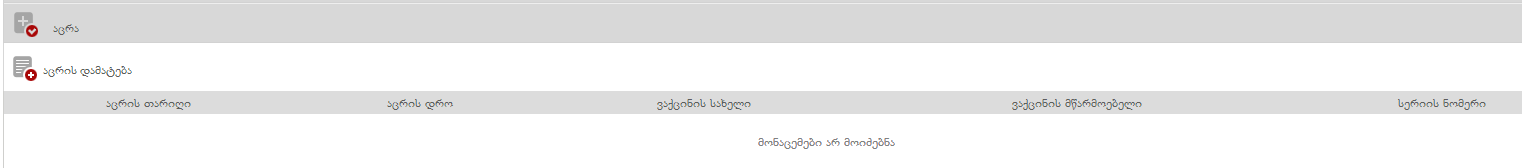 აცრა
აცრის დამატება
აცრის თარიღი აცრის დრო ვაქცინის სახელი ვაქცინის მწარმოებელი სერიის ნომერი
მონაცემები არ მოიძებნა